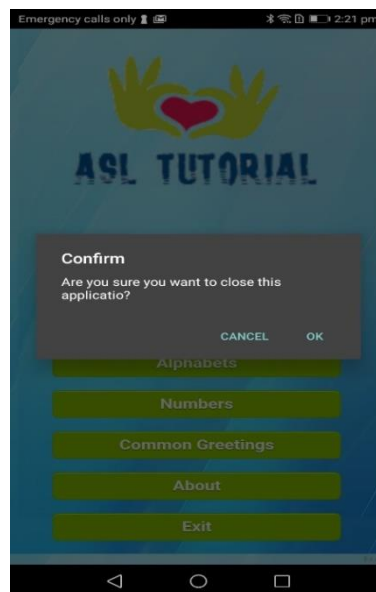 Emergency calls only 2:21 pm
ASL TUTORIAL
Confirm
Are you sure you want to close this
applicatio?
CANCEL OK
Alphabets
Numbers
Common Greetings
About
Exit